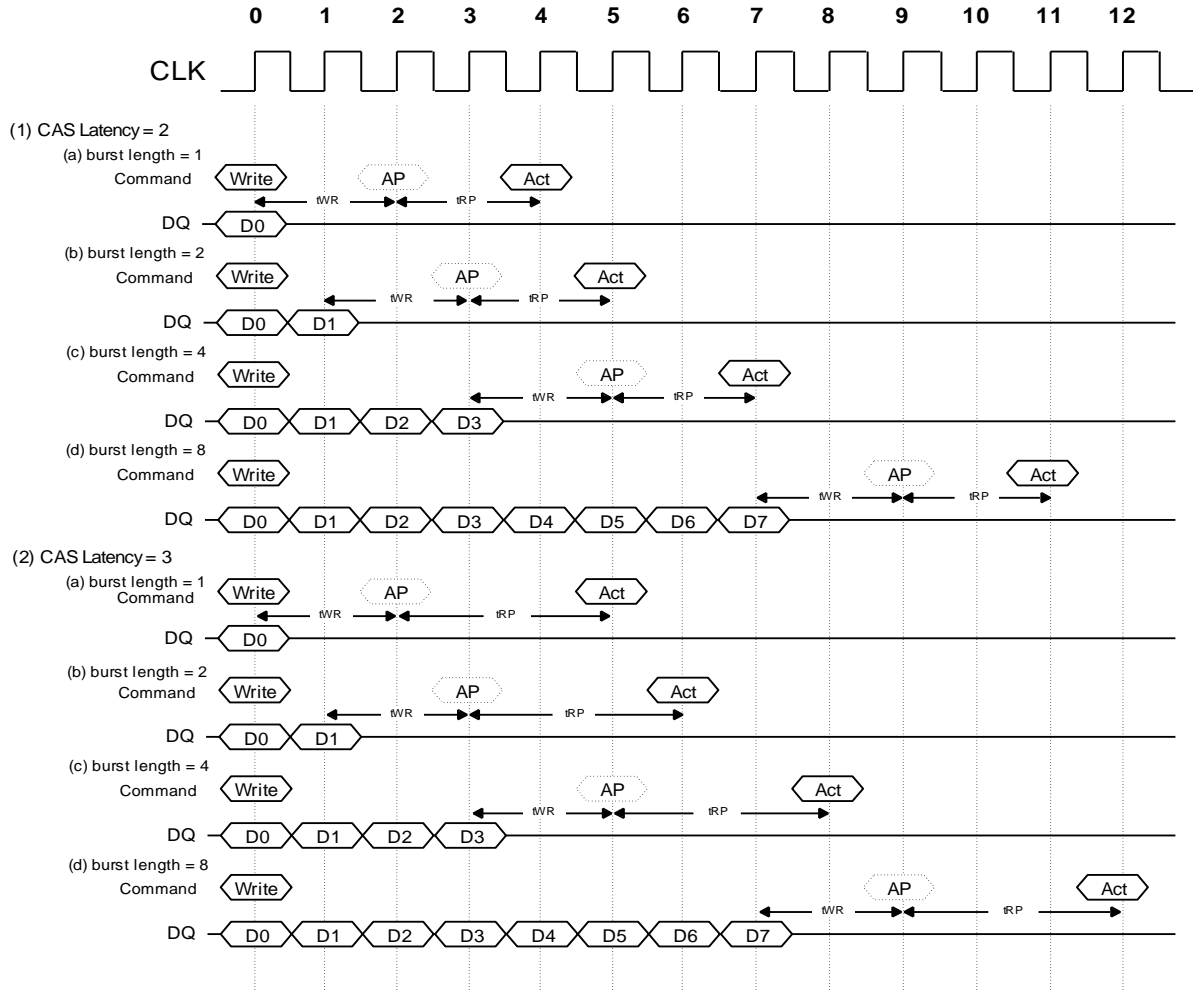 0 1 2 3 4 5 6 7 8 9 10 11 12
CLK
(1) CAS Latency = 2
(a) burst length = 1
Command Write AP Act
tWR tRP
DQ D0
(b) burst length = 2
Command Write AP Act
tWR tRP
DQ D0 D1
(c) burst length = 4
Command Write AP Act
tWR tRP
DQ D0 D1 D2 D3
(d) burst length = 8
Command Write AP Act
tWR tRP
DQ D0 D1 D2 D3 D4 D5 D6 D7
(2) CAS Latency = 3
(a) burst length = 1
Command Write AP Act
tWR tRP
DQ D0
(b) burst length = 2
Command Write AP Act
tWR tRP
DQ D0 D1
(c) burst length = 4
Command Write AP Act
tWR tRP
DQ D0 D1 D2 D3
(d) burst length = 8
Command Write AP Act
tWR tRP
DQ D0 D1 D2 D3 D4 D5 D6 D7